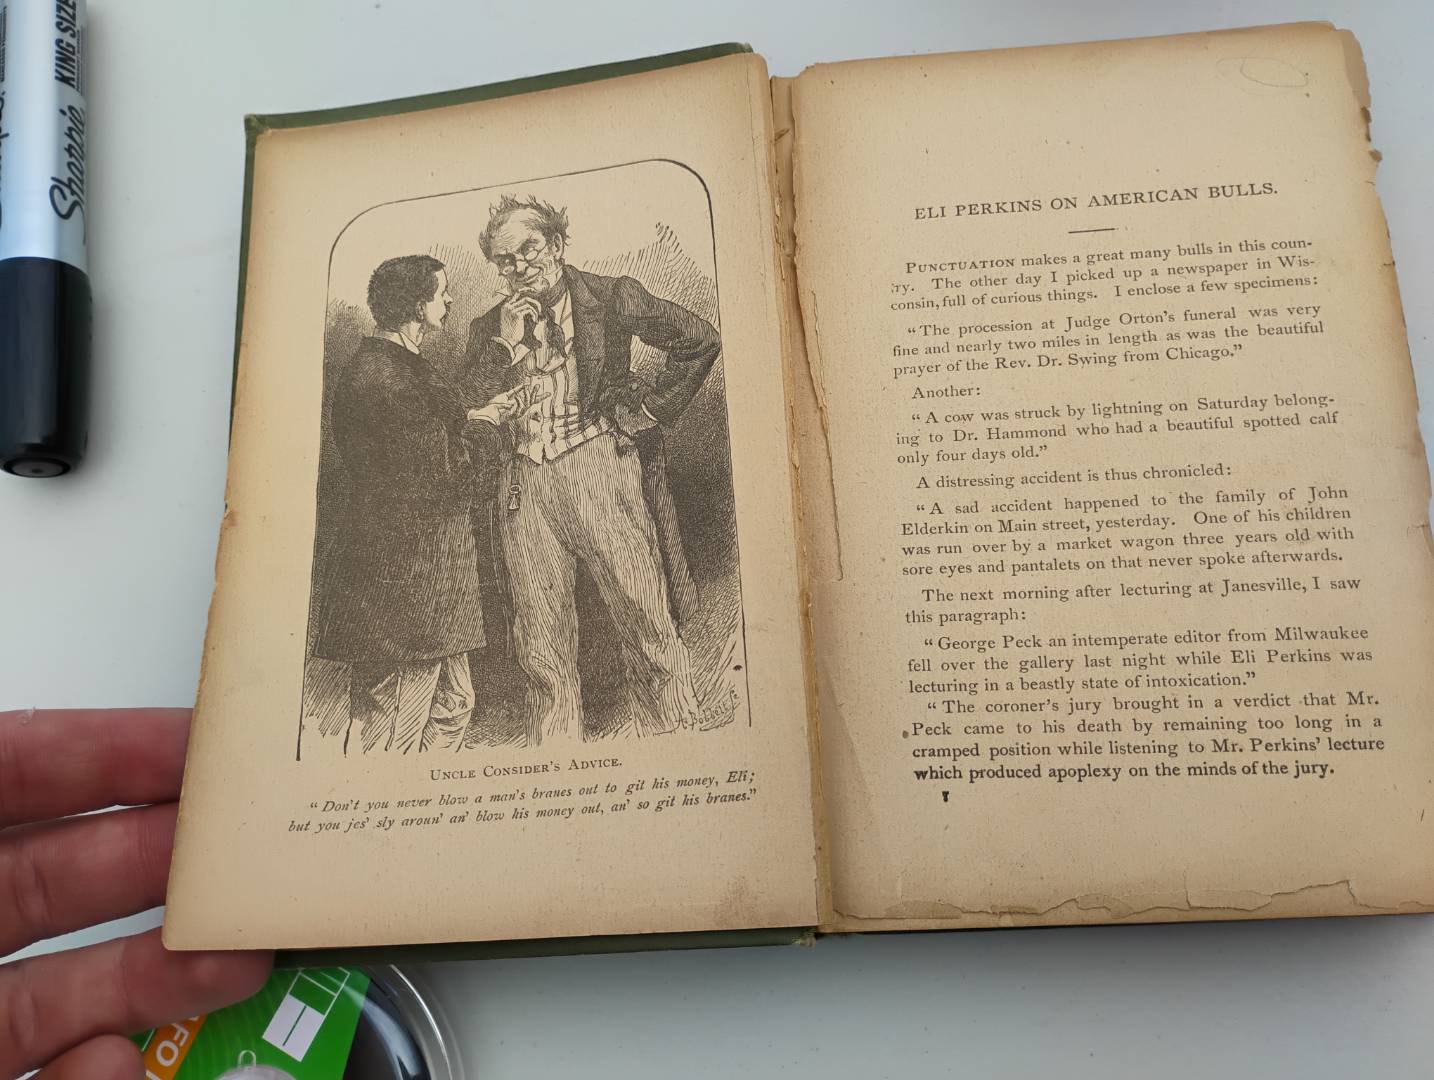 Sharpie KING SIZE
UNCLE CONSIDER'S ADVICE.
“ Don't you never blow a man's branes out to git his money, Eli;
but you jes' sly aroun' an' blow his money out, an' so git his branes.”
ELI PERKINS ON AMERICAN BULLS.
PUNCTUATION makes a great many bulls in this coun-
ry. The other day I picked up a newspaper in Wis-
consin, full of curious things. I enclose a few specimens:
“The procession at Judge Orton's funeral was very
fine and nearly two miles in length as was the beautiful
prayer of the Rev. Dr. Swing from Chicago.”
Another:
“ A cow was struck by lightning on Saturday belong-
ing to Dr. Hammond who had a beautiful spotted calf
only four days old.”
A distressing accident is thus chronicled:
“ A sad accident happened to the family of John
Elderkin on Main street, yesterday. One of his children
was run over by a market wagon three years old with
sore eyes and pantalets on that never spoke afterwards.
The next morning after lecturing at Janesville, I saw
this paragraph:
“ George Peck an intemperate editor from Milwaukee
fell over the gallery last night while Eli Perkins was
lecturing in a beastly state of intoxication.”
“ The coroner's jury brought in a verdict that Mr.
Peck came to his death by remaining too long in a
cramped position while listening to Mr. Perkins' lecture
which produced apoplexy on the minds of the jury.